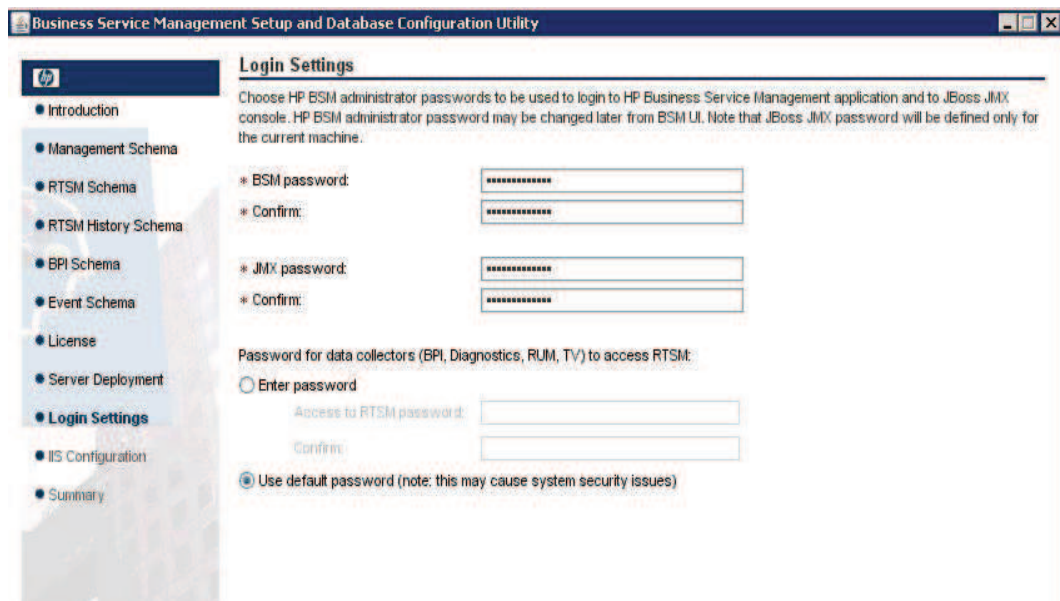 Business Service Management Setup and Database Configuration Utility
hp
Introduction
Management Schema
RTSM Schema
RTSM History Schema
BPI Schema
Event Schema
License
Server Deployment
Login Settings
IIS Configuration
Summary
Login Settings
Choose HP BSM administrator passwords to be used to login to HP Business Service Management application and to JBoss JMX
console. HP BSM administrator password may be changed later from BSM UI. Note that JBoss JMX password will be defined only for
the current machine.
* BSM password:
* Confirm:
* JMX password:
* Confirm:
Password for data collectors (BPI, Diagnostics, RUM, TV) to access RTSM:
Enter password
Access to RTSM password:
Confirm:
Use default password (note: this may cause system security issues)